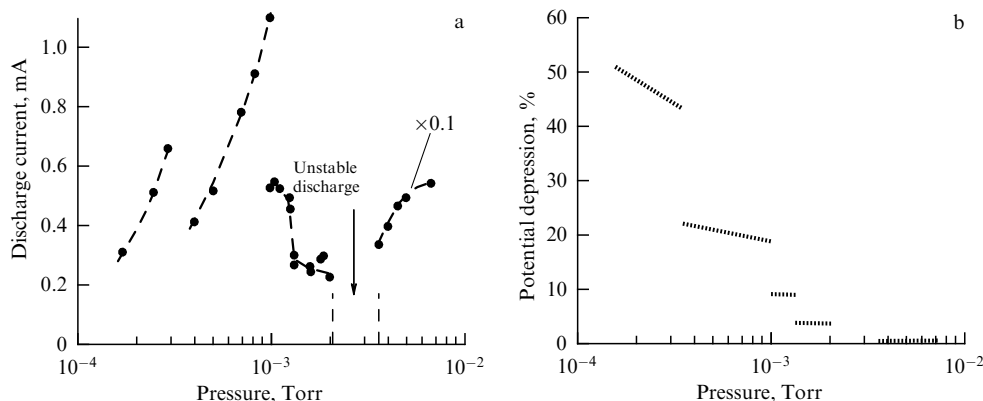 a
Discharge current, mA
1.0
0.8
0.6
0.4
0.2
0
×0.1
Unstable
discharge
10⁻⁴
10⁻³
10⁻²
Pressure, Torr
b
Potential depression, %
60
50
40
30
20
10
0
10⁻⁴
10⁻³
10⁻²
Pressure, Torr